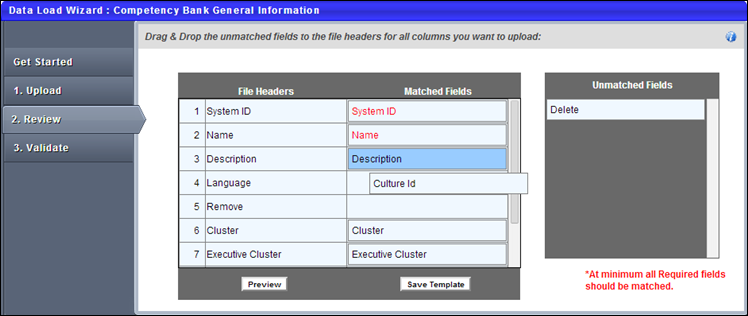 Data Load Wizard : Competency Bank General Information
Drag & Drop the unmatched fields to the file headers for all columns you want to upload:
Get Started
1. Upload
2. Review
3. Validate
File Headers Matched Fields
1 System ID System ID
2 Name Name
3 Description Description
4 Language Culture Id
5 Remove
6 Cluster Cluster
7 Executive Cluster Executive Cluster
Preview Save Template
Unmatched Fields
Delete
*At minimum all Required fields
should be matched.